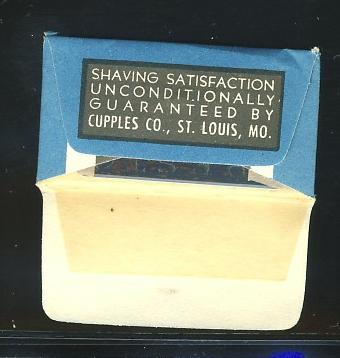 SHAVING SATISFACTION
UNCONDITIONALLY
GUARANTEED BY
CUPPLES CO., ST. LOUIS, MO.